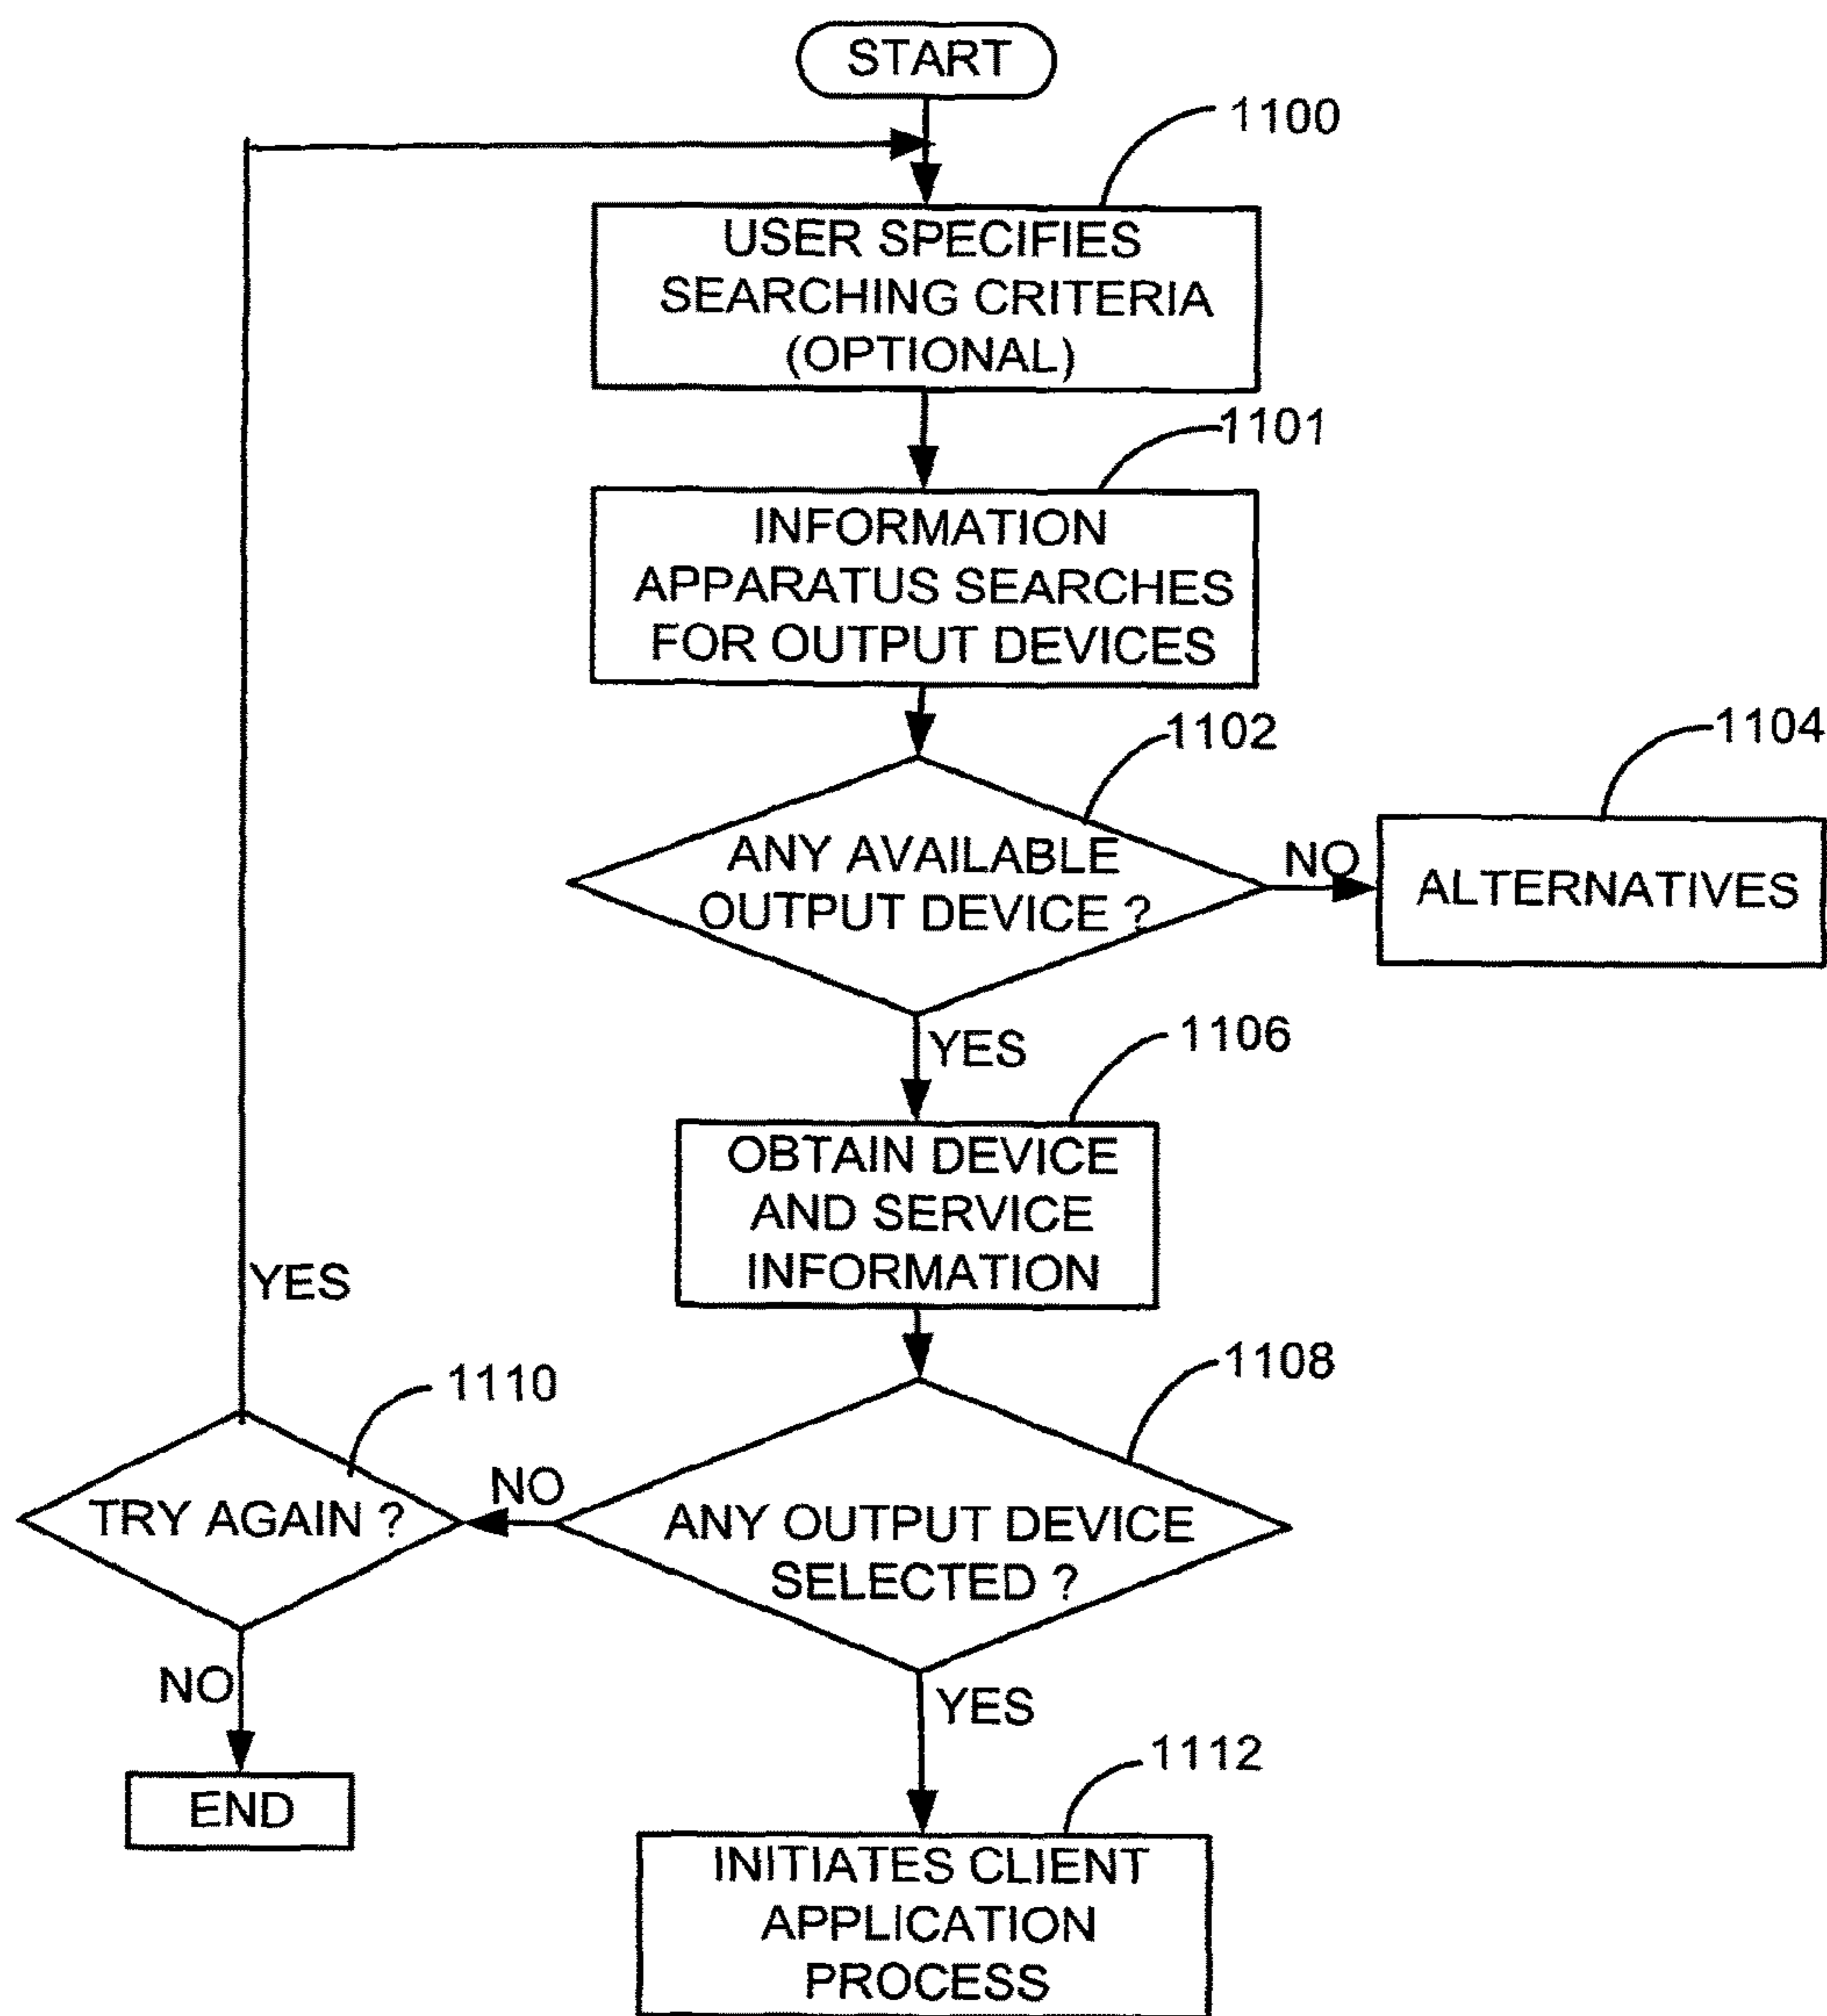 START
1100
USER SPECIFIES
SEARCHING CRITERIA
(OPTIONAL)
1101
INFORMATION
APPARATUS SEARCHES
FOR OUTPUT DEVICES
1102
1104
ANY AVAILABLE
OUTPUT DEVICE ?
NO
ALTERNATIVES
YES
1106
OBTAIN DEVICE
AND SERVICE
INFORMATION
YES
1108
1110
NO
TRY AGAIN ?
ANY OUTPUT DEVICE
SELECTED ?
NO
YES
1112
END
INITIATES CLIENT
APPLICATION
PROCESS